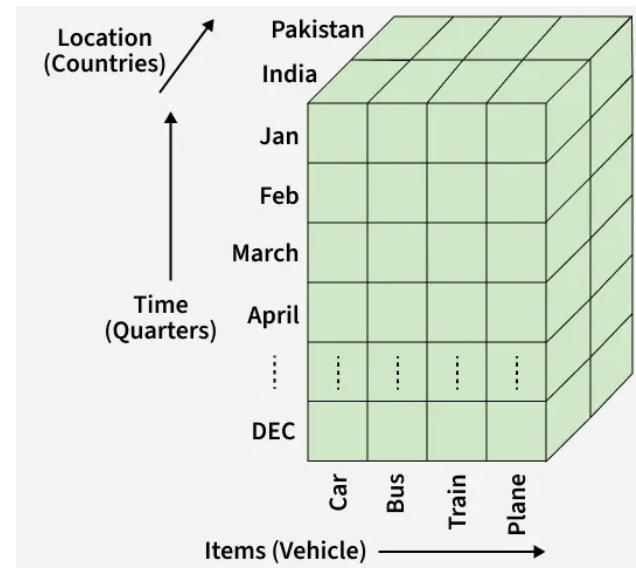 Location
(Countries)
Pakistan
India
Jan
Feb
March
April
DEC
Time
(Quarters)
Car
Bus
Train
Plane
Items (Vehicle)